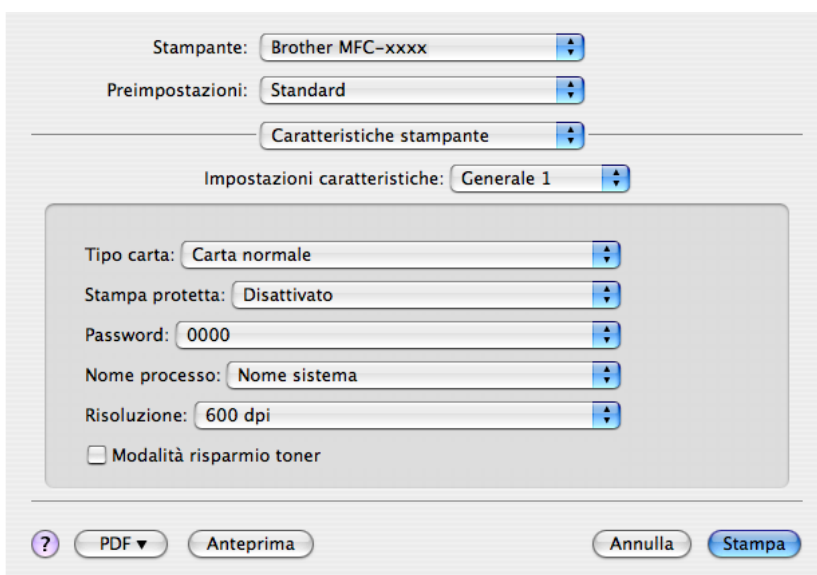 Stampante: Brother MFC-xxxx
Preimpostazioni: Standard
Caratteristiche stampante
Impostazioni caratteristiche: Generale 1
Tipo carta: Carta normale
Stampa protetta: Disattivato
Password: 0000
Nome processo: Nome sistema
Risoluzione: 600 dpi
Modalità risparmio toner
? PDF ▼ Anteprima Annulla Stampa